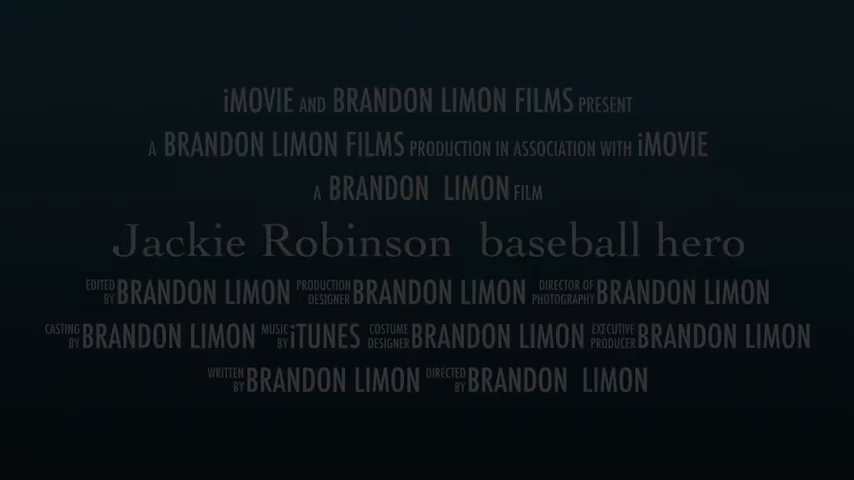 iMOVIE AND BRANDON LIMON FILMS PRESENT
A BRANDON LIMON FILMS PRODUCTION IN ASSOCIATION WITH iMOVIE
A BRANDON LIMON FILM
Jackie Robinson baseball hero
EDITED BY BRANDON LIMON PRODUCTION DESIGNER BRANDON LIMON DIRECTOR OF PHOTOGRAPHY BRANDON LIMON
CASTING BY BRANDON LIMON MUSIC BY iTUNES COSTUME DESIGNER BRANDON LIMON EXECUTIVE PRODUCER BRANDON LIMON
WRITTEN BY BRANDON LIMON DIRECTED BY BRANDON LIMON